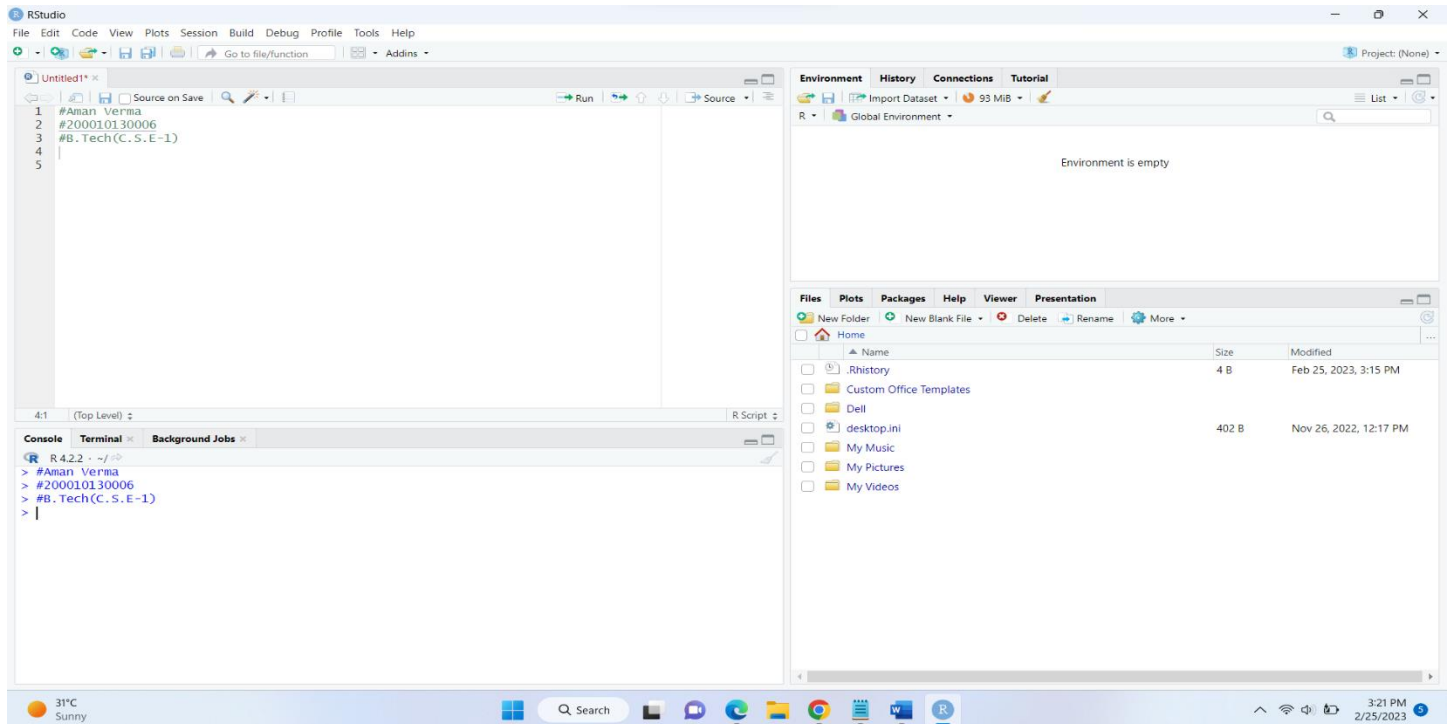 RStudio
File Edit Code View Plots Session Build Debug Profile Tools Help
Go to file/function Addins Project: (None)
Untitled1*
Source on Save Run Source
1 #Aman Verma
2 #200010130006
3 #B.Tech(C.S.E-1)
4
5
4:1 (Top Level) R Script
Console Terminal Background Jobs
R R 4.2.2 · ~/
> #Aman Verma
> #200010130006
> #B.Tech(C.S.E-1)
>
Environment History Connections Tutorial
Import Dataset 93 MiB List
R Global Environment
Environment is empty
Files Plots Packages Help Viewer Presentation
New Folder New Blank File Delete Rename More
Home ...
Name Size Modified
.Rhistory 4 B Feb 25, 2023, 3:15 PM
Custom Office Templates
Dell
desktop.ini 402 B Nov 26, 2022, 12:17 PM
My Music
My Pictures
My Videos
31°C
Sunny
Search
3:21 PM
2/25/2023
5